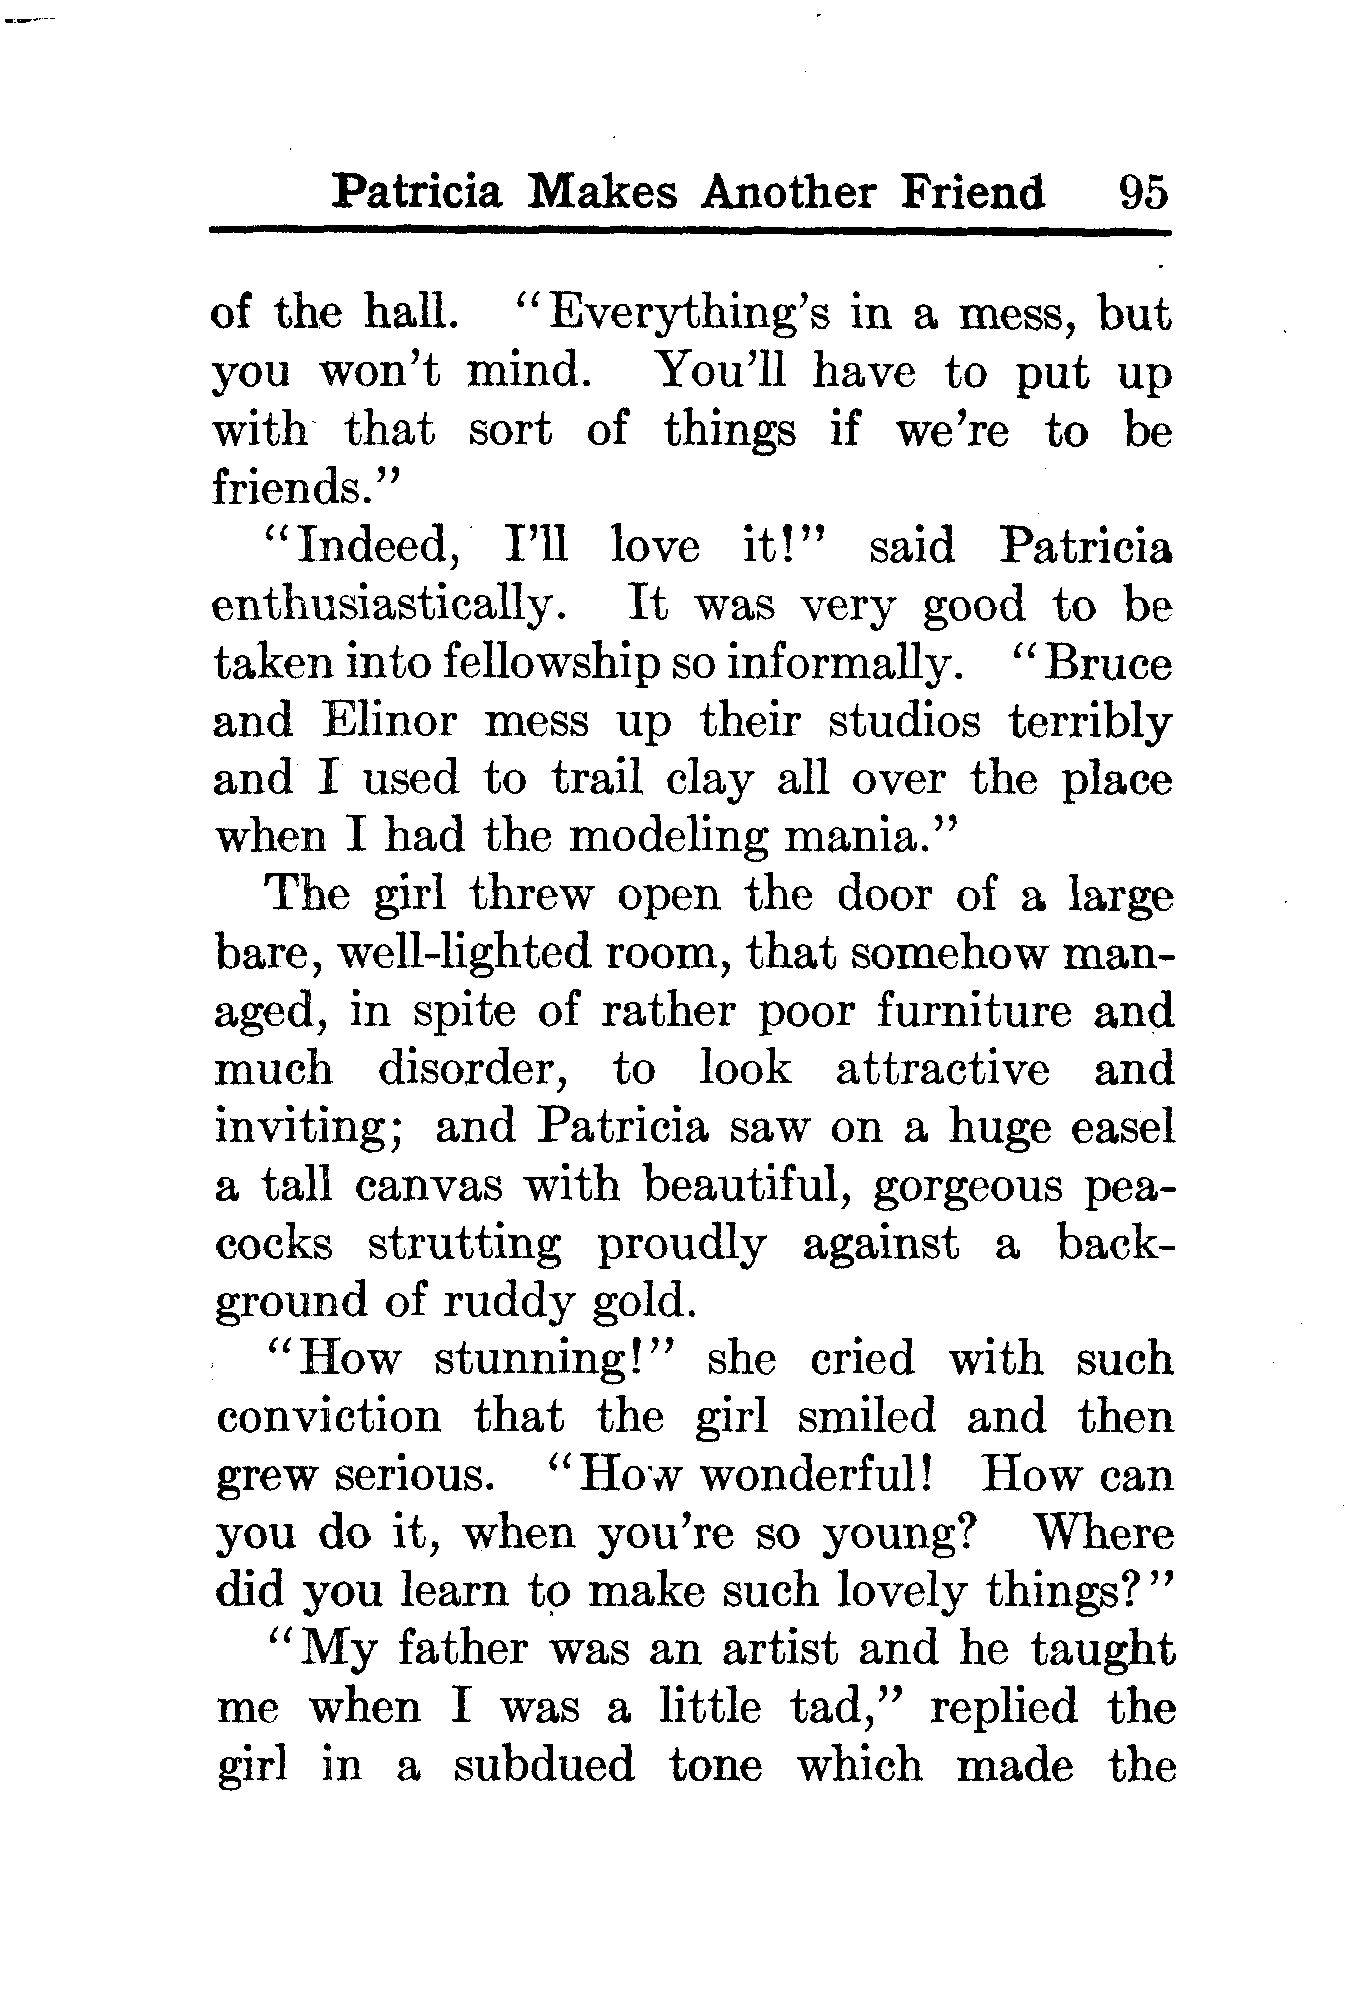 Patricia Makes Another Friend 95
of the hall. "Everything's in a mess, but
you won't mind. You'll have to put up
with that sort of things if we're to be
friends."
"Indeed, I'll love it!" said Patricia
enthusiastically. It was very good to be
taken into fellowship so informally. "Bruce
and Elinor mess up their studios terribly
and I used to trail clay all over the place
when I had the modeling mania."
The girl threw open the door of a large
bare, well-lighted room, that somehow man-
aged, in spite of rather poor furniture and
much disorder, to look attractive and
inviting; and Patricia saw on a huge easel
a tall canvas with beautiful, gorgeous pea-
cocks strutting proudly against a back-
ground of ruddy gold.
"How stunning!" she cried with such
conviction that the girl smiled and then
grew serious. "How wonderful! How can
you do it, when you're so young? Where
did you learn to make such lovely things?"
"My father was an artist and he taught
me when I was a little tad," replied the
girl in a subdued tone which made the